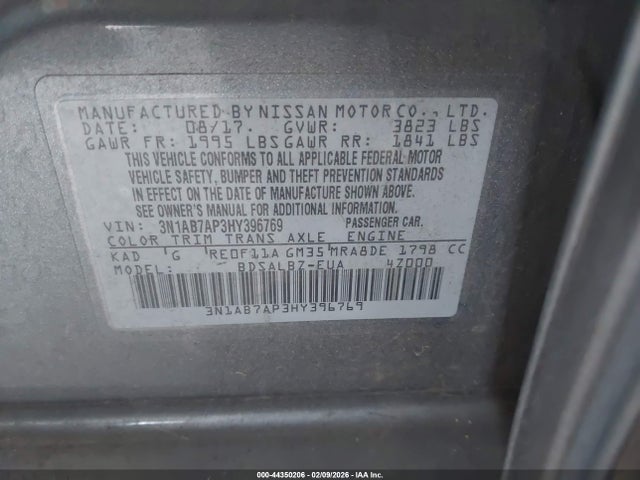 MANUFACTURED BY NISSAN MOTOR CO., LTD.
DATE: 08/17 GVWR: 3823 LBS
GAWR FR: 1995 LBS GAWR RR: 1841 LBS
THIS VEHICLE CONFORMS TO ALL APPLICABLE FEDERAL MOTOR
VEHICLE SAFETY, BUMPER AND THEFT PREVENTION STANDARDS
IN EFFECT ON THE DATE OF MANUFACTURE SHOWN ABOVE.
SEE OWNER'S MANUAL FOR ADDITIONAL INFORMATION.
VIN: 3N1AB7AP3HY396769 PASSENGER CAR.
COLOR TRIM TRANS AXLE ENGINE
KAD G RE0F11A GM35 MRA8DE 1798 CC
MODEL: BDSALBZ-EUA 4Z000
3N1AB7AP3HY396769
000-44350206 - 02/09/2026 - IAA Inc.